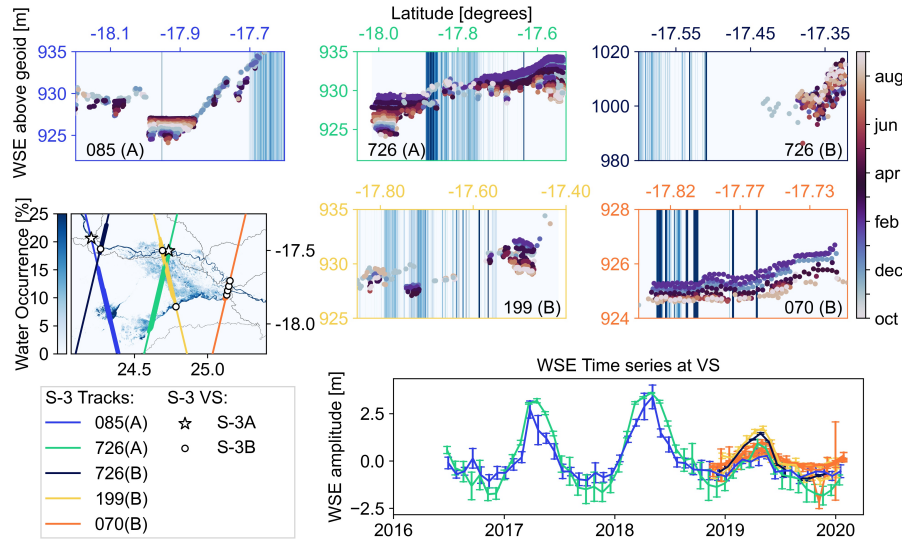 Latitude [degrees]
-18.1 -17.9 -17.7
-18.0 -17.8 -17.6
-17.55 -17.45 -17.35
WSE above geoid [m]
935
930
925
085 (A)
935
930
925
726 (A)
1020
1000
980
726 (B)
aug
jun
apr
feb
dec
oct
Water Occurrence [%]
25
20
15
10
5
0
-17.5
-18.0
24.5 25.0
-17.80 -17.60 -17.40
935
930
925
199 (B)
-17.82 -17.77 -17.73
928
926
924
070 (B)
S-3 Tracks: S-3 VS:
085(A) S-3A
726(A) S-3B
726(B)
199(B)
070(B)
WSE Time series at VS
WSE amplitude [m]
2.5
0.0
−2.5
2016 2017 2018 2019 2020